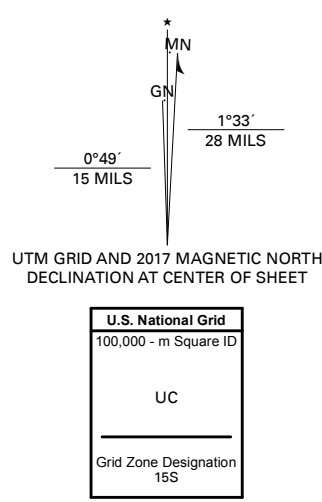 MN
GN
1°33´
28 MILS
0°49´
15 MILS
UTM GRID AND 2017 MAGNETIC NORTH
DECLINATION AT CENTER OF SHEET
U.S. National Grid
100,000 - m Square ID
UC
Grid Zone Designation
15S